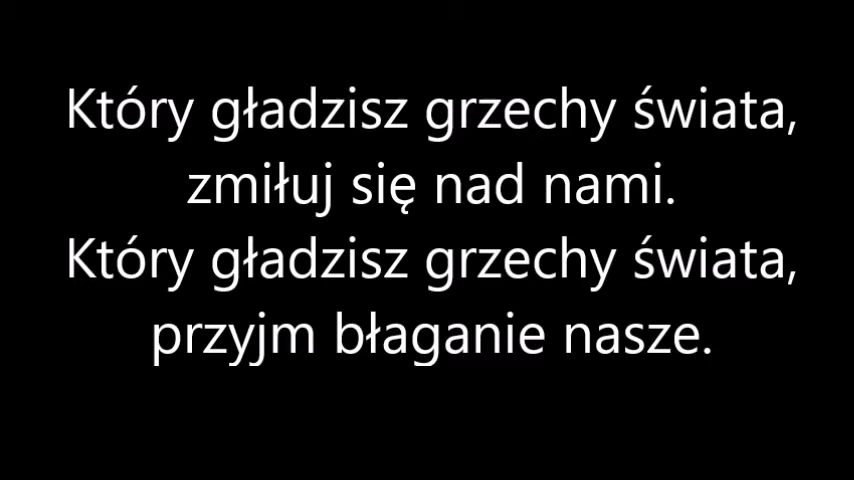 Który gładzisz grzechy świata,
zmiłuj się nad nami.
Który gładzisz grzechy świata,
przyjm błaganie nasze.